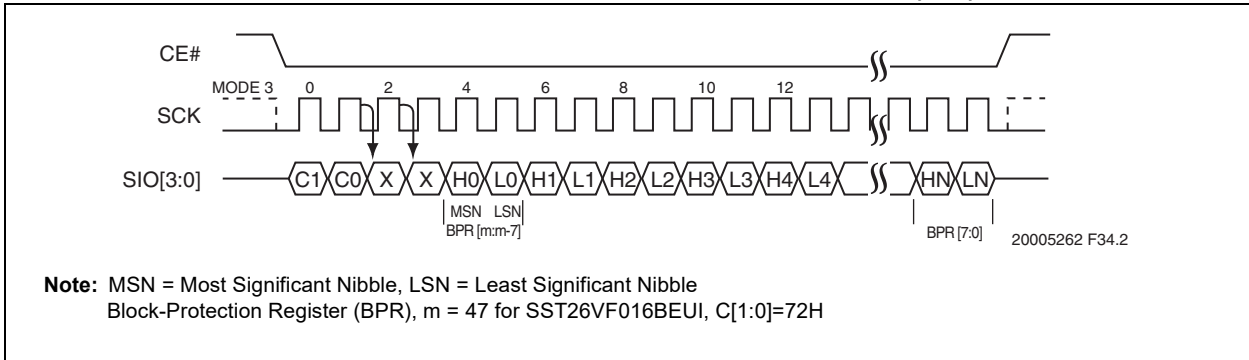 CE#
MODE 3 0 2 4 6 8 10 12
SCK
SIO[3:0] C1 C0 X X H0 L0 H1 L1 H2 L2 H3 L3 H4 L4 HN LN
MSN LSN
BPR [m:m-7]
BPR [7:0]
20005262 F34.2
Note: MSN = Most Significant Nibble, LSN = Least Significant Nibble
Block-Protection Register (BPR), m = 47 for SST26VF016BEUI, C[1:0]=72H